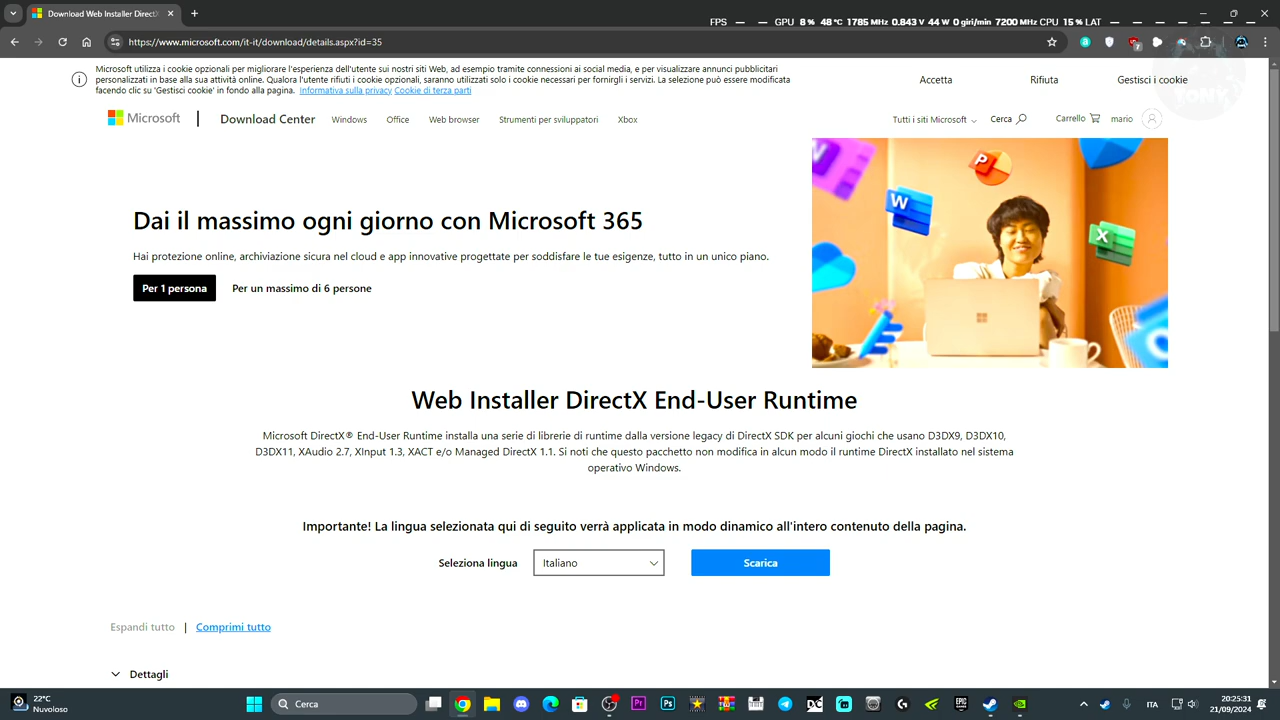 Download Web Installer DirectX
FPS — — GPU 8 % 48 °C 1785 MHz 0.843 V 44 W 0 giri/min 7200 MHz CPU 15 % LAT — — — — —
https://www.microsoft.com/it-it/download/details.aspx?id=35
7
Microsoft utilizza i cookie opzionali per migliorare l'esperienza dell'utente sui nostri siti Web, ad esempio tramite connessioni ai social media, e per visualizzare annunci pubblicitari
personalizzati in base alla sua attività online. Qualora l'utente rifiuti i cookie opzionali, saranno utilizzati solo i cookie necessari per fornirgli i servizi. La selezione può essere modificata
facendo clic su 'Gestisci cookie' in fondo alla pagina. Informativa sulla privacy Cookie di terza parti
Accetta Rifiuta Gestisci i cookie
TONY
Microsoft | Download Center Windows Office Web browser Strumenti per sviluppatori Xbox Tutti i siti Microsoft Cerca Carrello mario
Dai il massimo ogni giorno con Microsoft 365
Hai protezione online, archiviazione sicura nel cloud e app innovative progettate per soddisfare le tue esigenze, tutto in un unico piano.
Per 1 persona Per un massimo di 6 persone
W
P
X
Web Installer DirectX End-User Runtime
Microsoft DirectX® End-User Runtime installa una serie di librerie di runtime dalla versione legacy di DirectX SDK per alcuni giochi che usano D3DX9, D3DX10,
D3DX11, XAudio 2.7, XInput 1.3, XACT e/o Managed DirectX 1.1. Si noti che questo pacchetto non modifica in alcun modo il runtime DirectX installato nel sistema
operativo Windows.
Importante! La lingua selezionata qui di seguito verrà applicata in modo dinamico all'intero contenuto della pagina.
Seleziona lingua Italiano Scarica
Espandi tutto | Comprimi tutto
Dettagli
22°C
Nuvoloso
Cerca
Pr
Ps
DC
EPIC
ITA
20:25:31
21/09/2024